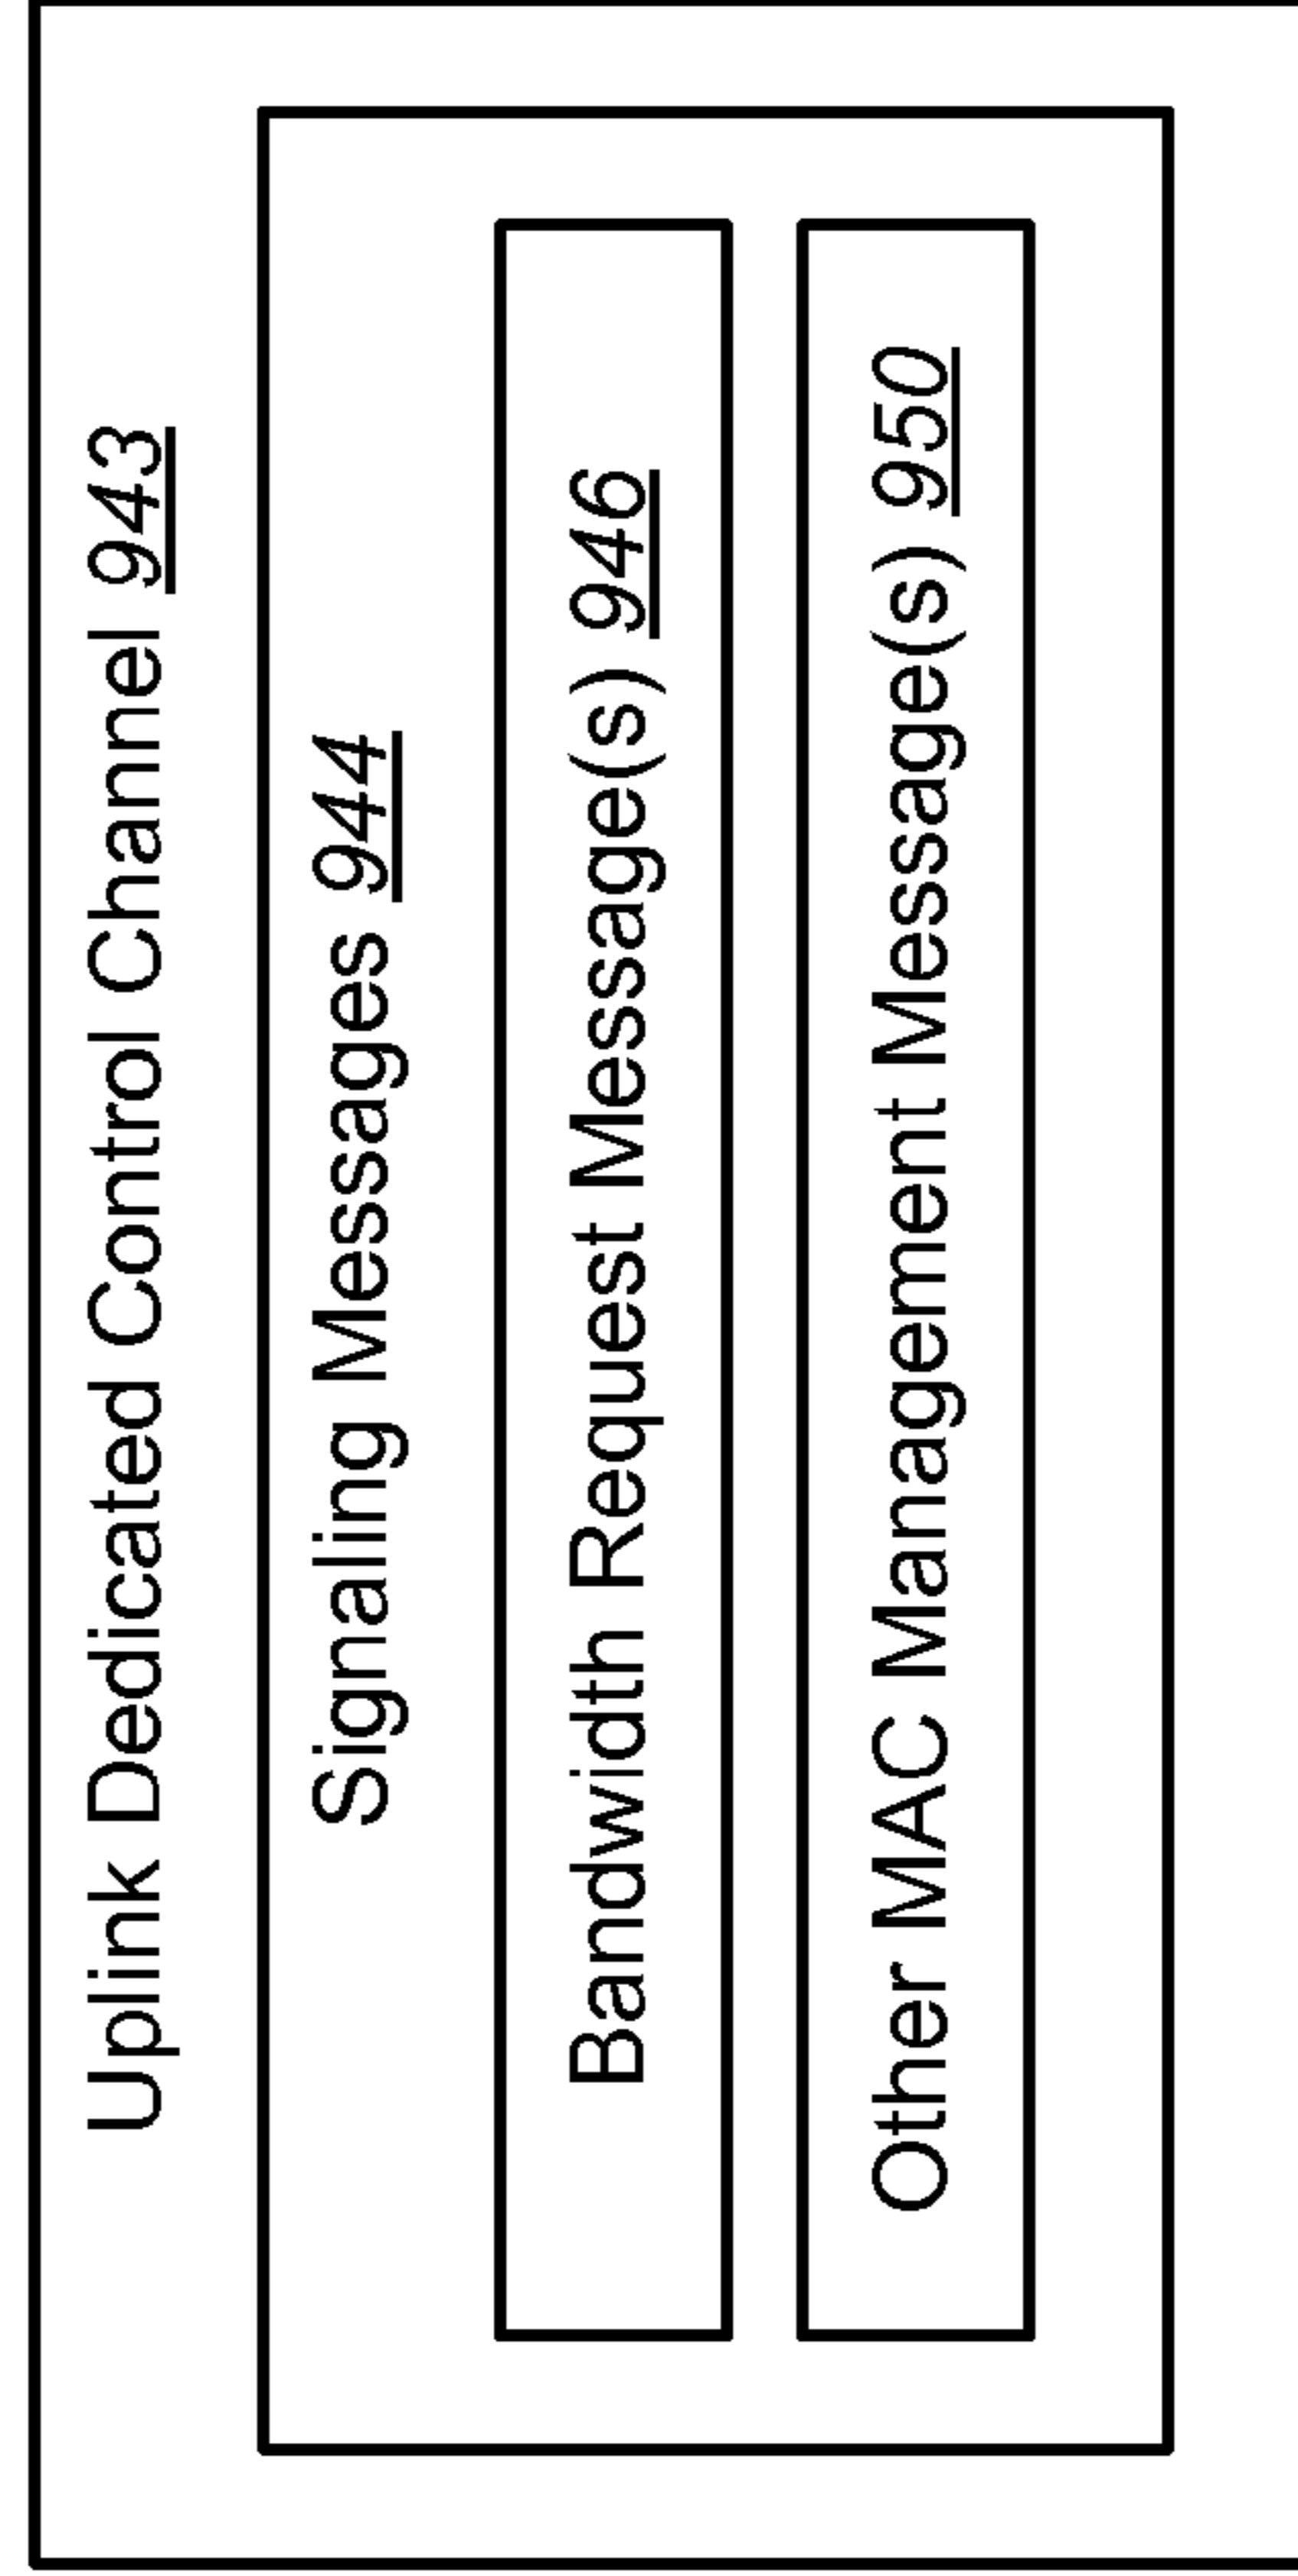 Uplink Dedicated Control Channel 943
Signaling Messages 944
Bandwidth Request Message(s) 946
Other MAC Management Message(s) 950